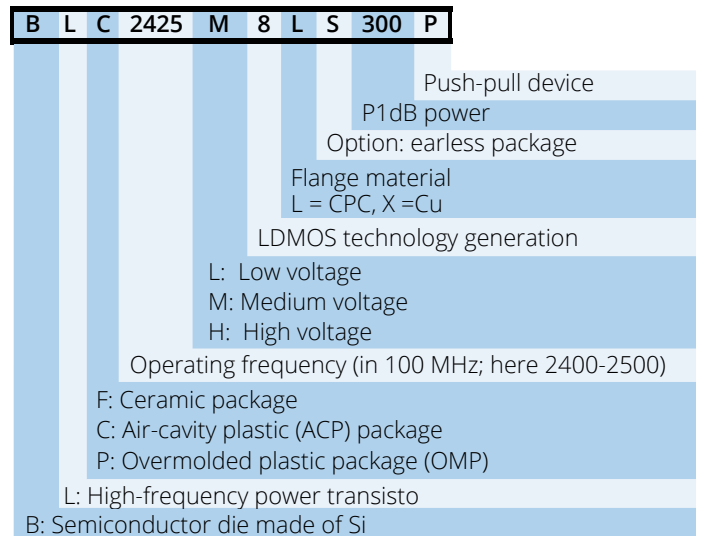 B L C 2425 M 8 L S 300 P
Push-pull device
P1dB power
Option: earless package
Flange material
L = CPC, X =Cu
LDMOS technology generation
L: Low voltage
M: Medium voltage
H: High voltage
Operating frequency (in 100 MHz; here 2400-2500)
F: Ceramic package
C: Air-cavity plastic (ACP) package
P: Overmolded plastic package (OMP)
L: High-frequency power transisto
B: Semiconductor die made of Si